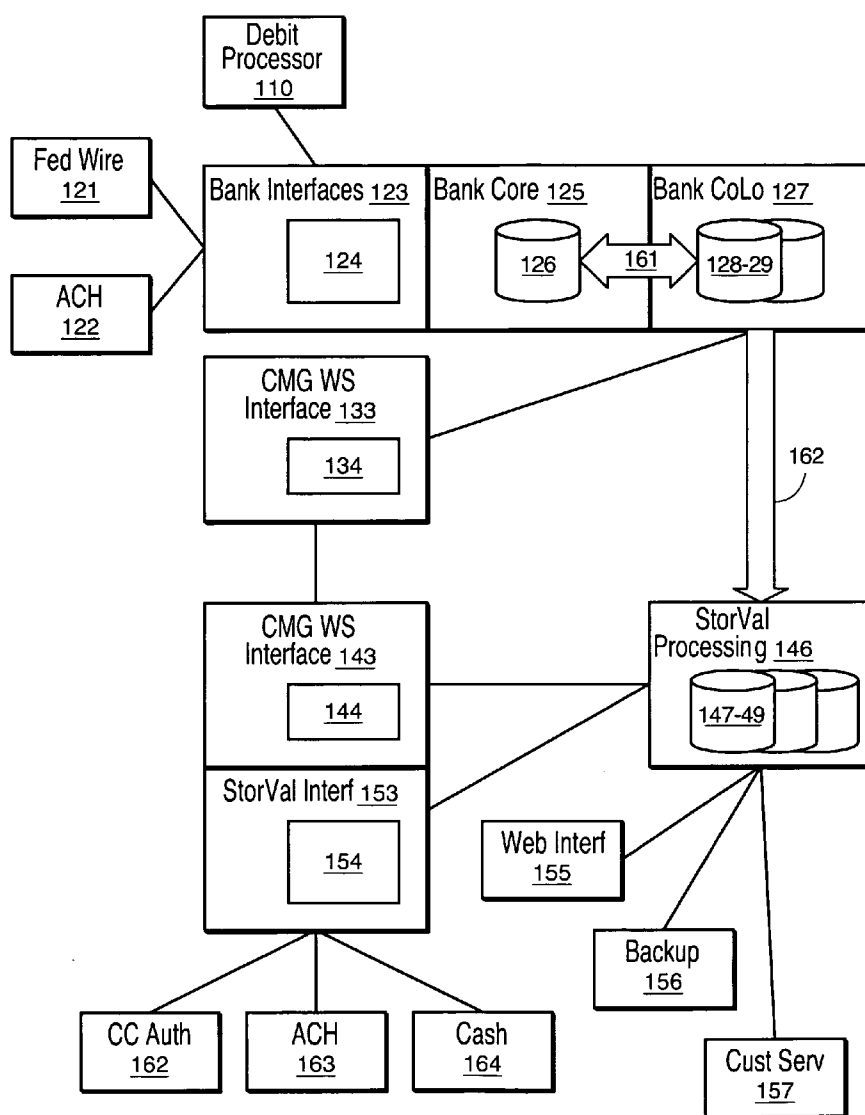 Debit
Processor
110
Fed Wire
121
ACH
122
Bank Interfaces 123
124
Bank Core 125
126
161
Bank CoLo 127
128-29
CMG WS
Interface 133
134
162
CMG WS
Interface 143
144
StorVal
Processing 146
147-49
StorVal Interf 153
154
Web Interf
155
Backup
156
CC Auth
162
ACH
163
Cash
164
Cust Serv
157